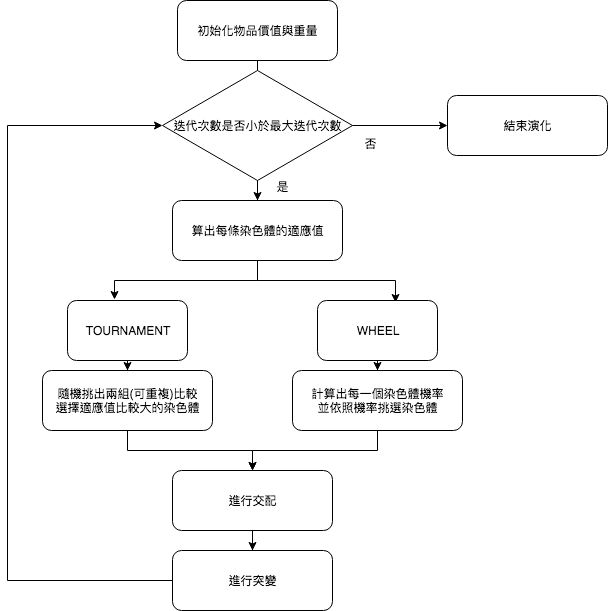 初始化物品價值與重量
迭代次數是否小於最大迭代次數
結束演化
否
是
算出每條染色體的適應值
TOURNAMENT
WHEEL
隨機挑出兩組(可重複)比較
選擇適應值比較大的染色體
計算出每一個染色體機率
並依照機率挑選染色體
進行交配
進行突變